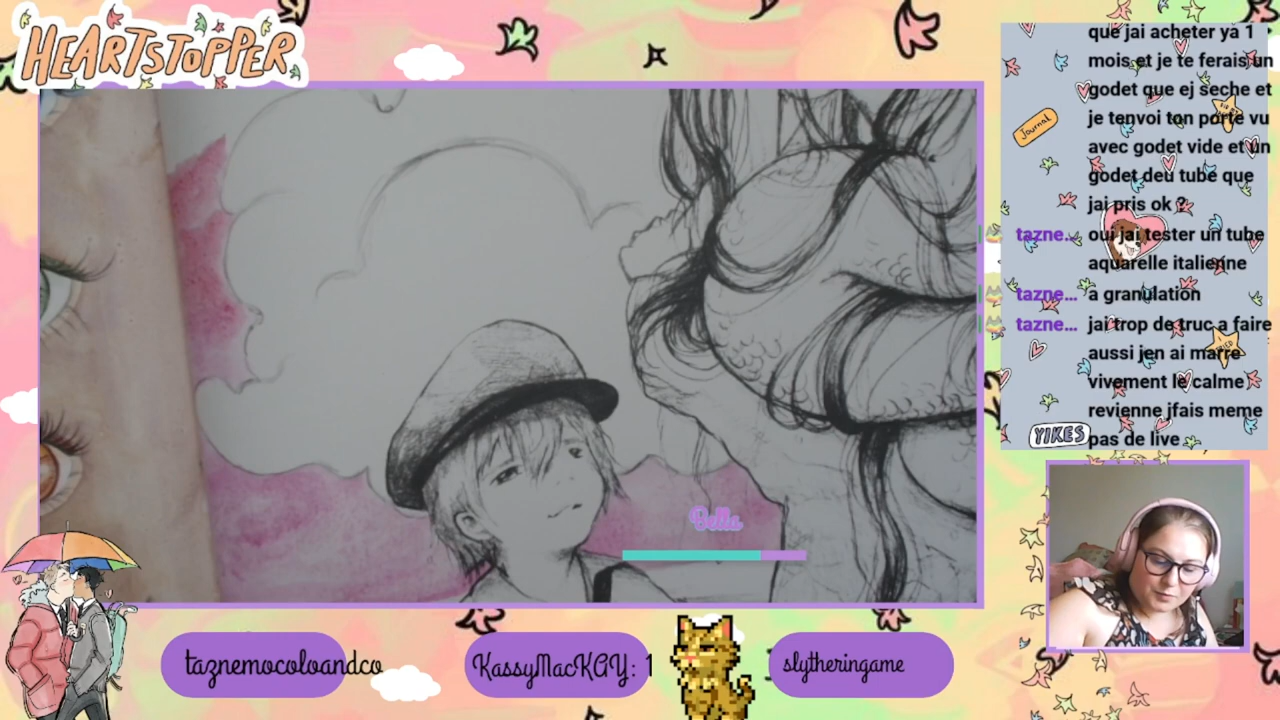 HEARTSTOPPER
que jai acheter ya 1
mois et je te ferais un
godet que ej seche et
je tenvoi ton porte vu
avec godet vide et un
godet deu tube que
jai pris ok ?
tazne... oui jai tester un tube
aquarelle italienne
tazne... a granulation
tazne... jai trop de truc a faire
aussi jen ai marre
vivement le calme
revienne jfais meme
pas de live
Journal
YIKES
Bella
taznemocoloandco
KassyMacKAY: 1
slytheringame